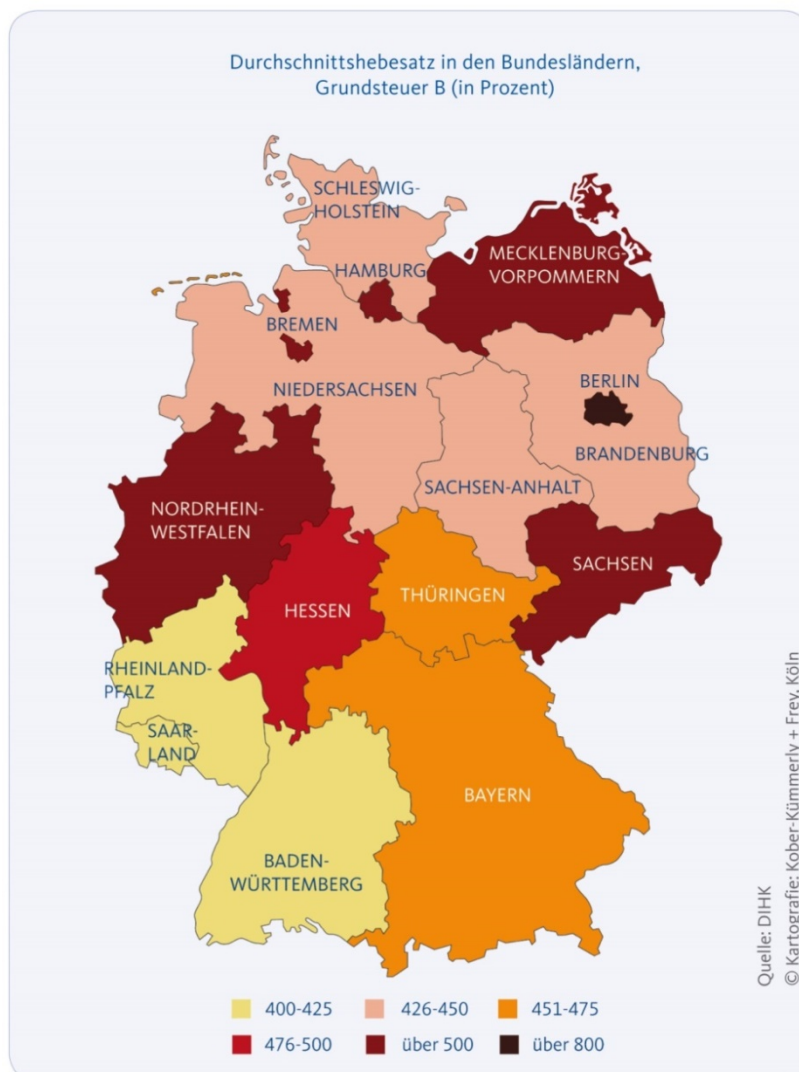 Durchschnittshebesatz in den Bundesländern,
Grundsteuer B (in Prozent)
SCHLESWIG-
HOLSTEIN
MECKLENBURG-
VORPOMMERN
HAMBURG
BREMEN
NIEDERSACHSEN
BERLIN
BRANDENBURG
SACHSEN-ANHALT
NORDRHEIN-
WESTFALEN
SACHSEN
THÜRINGEN
HESSEN
RHEINLAND-
PFALZ
SAAR-
LAND
BAYERN
BADEN-
WÜRTTEMBERG
Quelle: DIHK
© Kartografie: Kober-Kümmerly + Frey, Köln
400-425
426-450
451-475
476-500
über 500
über 800